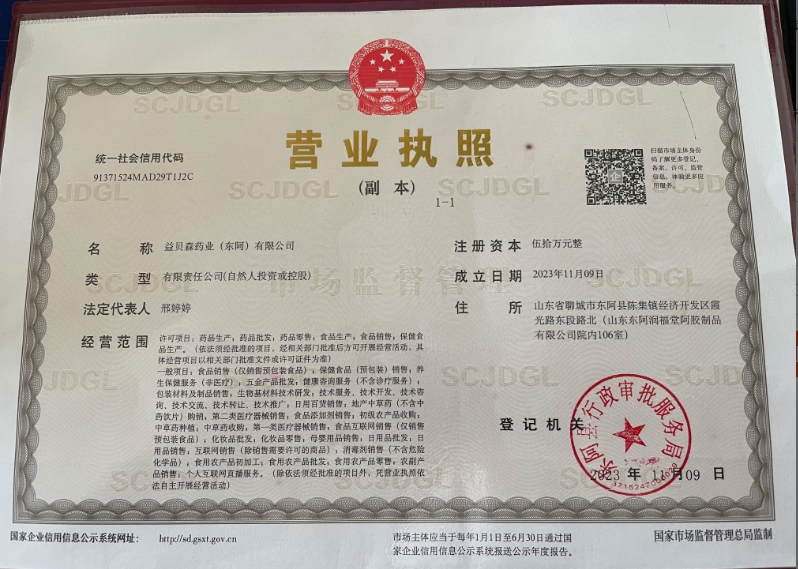 营业执照
(副 本)
1-1
统一社会信用代码
91371524MAD29T1J2C
扫描市场主体身份
码了解更多登记、
备案、许可、监管
信息，体验更多应
用服务。
名 称 益贝森药业（东阿）有限公司
类 型 有限责任公司(自然人投资或控股)
法定代表人 邢婷婷
经营范围 许可项目：药品生产，药品批发，药品零售，食品生产，食品销售，保健食
品生产。（依法须经批准的项目，经相关部门批准后方可开展经营活动，具
体经营项目以相关部门批准文件或许可证件为准）
一般项目：食品销售（仅销售预包装食品），保健食品（预包装）销售，养
生保健服务（非医疗），五金产品批发，健康咨询服务（不含诊疗服务），
包装材料及制品销售，生物基材料技术研发，技术服务、技术开发、技术咨
询、技术交流、技术转让、技术推广，日用百货销售，地产中草药（不含中
药饮片）购销，第二类医疗器械销售，食品添加剂销售，初级农产品收购，
中草药种植，中草药收购，第一类医疗器械销售，食品互联网销售（仅销售
预包装食品），化妆品批发，化妆品零售，母婴用品销售，日用品批发，日
用品销售，互联网销售（除销售需要许可的商品），消毒剂销售（不含危险
化学品），食用农产品初加工，食用农产品批发，食用农产品零售，农副产
品销售，个人互联网直播服务。（除依法须经批准的项目外，凭营业执照依
法自主开展经营活动）
注册资本 伍拾万元整
成立日期 2023年11月09日
住 所 山东省聊城市东阿县陈集镇经济开发区霞
光路东段路北（山东东阿润福堂阿胶制品
有限公司院内106室）
登记机关
东阿县行政审批服务局
2023 年 11 月 09 日
国家企业信用信息公示系统网址： http://sd.gsxt.gov.cn
市场主体应当于每年1月1日至6月30日通过国
家企业信用信息公示系统报送公示年度报告。
国家市场监督管理总局监制
SCJDGL
市场监督管理